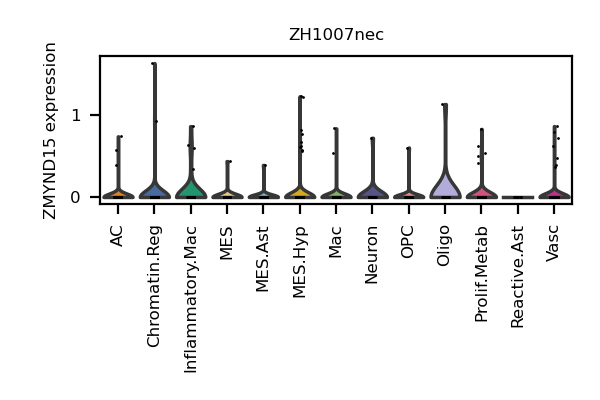 ZH1007nec
ZMYND15 expression
1
0
AC
Chromatin.Reg
Inflammatory.Mac
MES
MES.Ast
MES.Hyp
Mac
Neuron
OPC
Oligo
Prolif.Metab
Reactive.Ast
Vasc